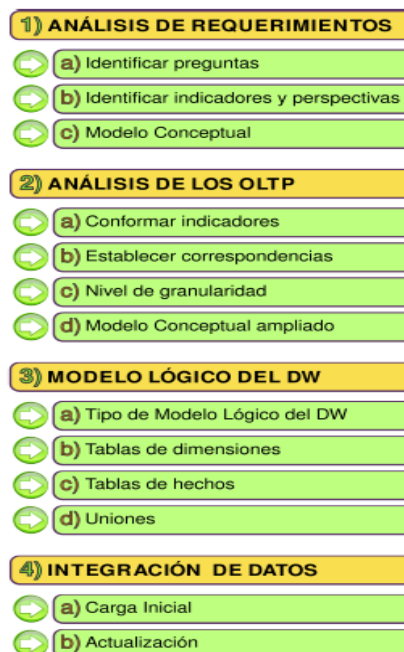 1) ANÁLISIS DE REQUERIMIENTOS
a) Identificar preguntas
b) Identificar indicadores y perspectivas
c) Modelo Conceptual
2) ANÁLISIS DE LOS OLTP
a) Conformar indicadores
b) Establecer correspondencias
c) Nivel de granularidad
d) Modelo Conceptual ampliado
3) MODELO LÓGICO DEL DW
a) Tipo de Modelo Lógico del DW
b) Tablas de dimensiones
c) Tablas de hechos
d) Uniones
4) INTEGRACIÓN DE DATOS
a) Carga Inicial
b) Actualización